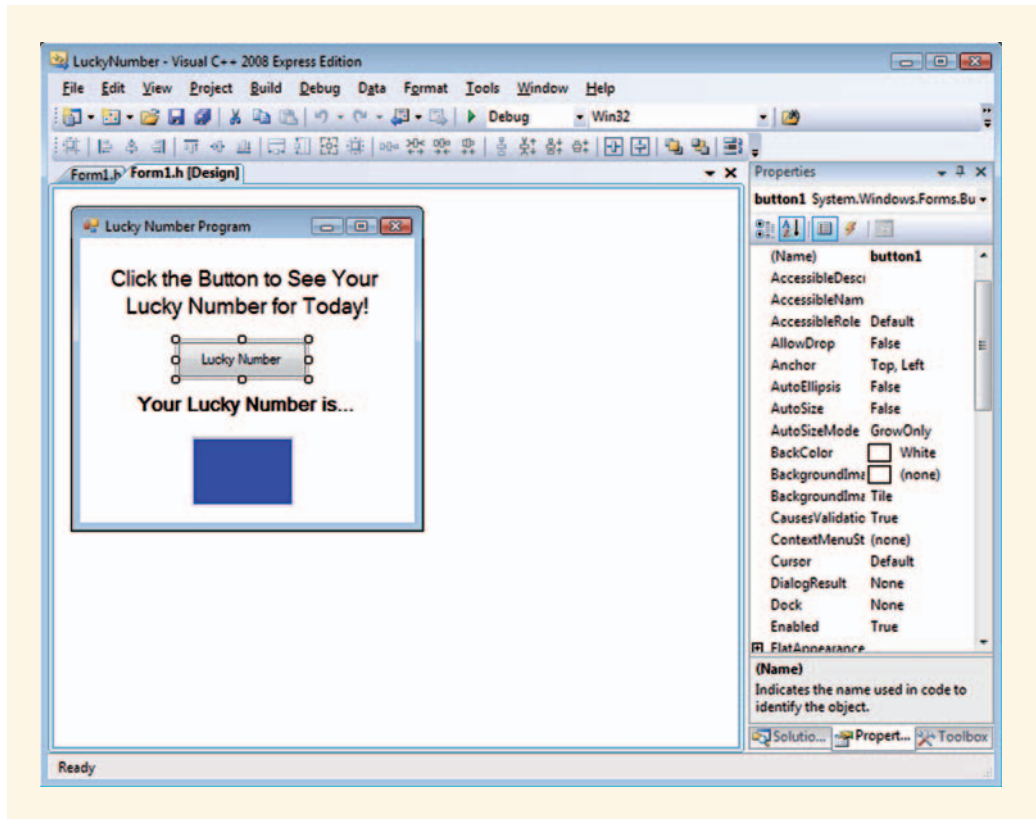 LuckyNumber - Visual C++ 2008 Express Edition
File Edit View Project Build Debug Data Format Tools Window Help
Debug Win32
Form1.h Form1.h [Design]
Lucky Number Program
Click the Button to See Your
Lucky Number for Today!
Lucky Number
Your Lucky Number is...
Properties
button1 System.Windows.Forms.Bu
(Name) button1
AccessibleDescr
AccessibleNam
AccessibleRole Default
AllowDrop False
Anchor Top, Left
AutoEllipsis False
AutoSize False
AutoSizeMode GrowOnly
BackColor White
BackgroundIma (none)
BackgroundIma Tile
CausesValidatio True
ContextMenuSt (none)
Cursor Default
DialogResult None
Dock None
Enabled True
FlatAppearance
(Name)
Indicates the name used in code to
identify the object.
Solutio... Propert... Toolbox
Ready